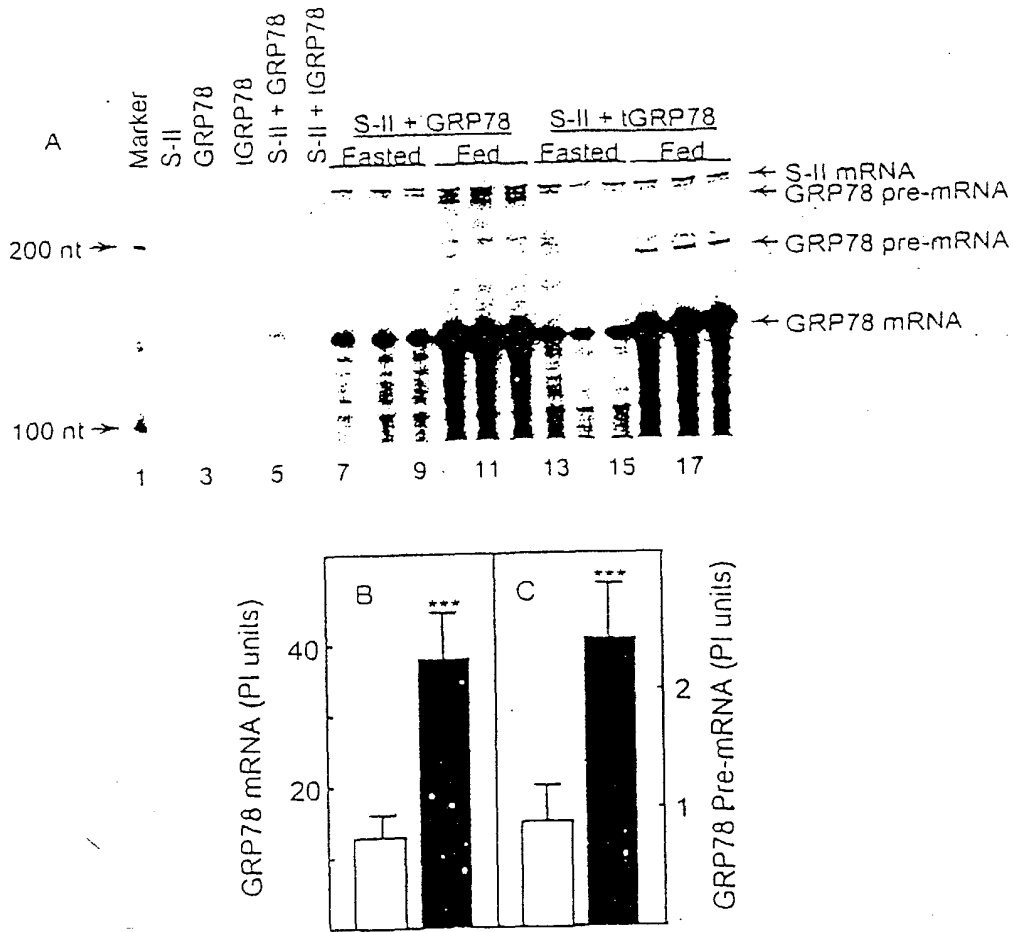 A
Marker
S-II
GRP78
tGRP78
S-II + GRP78
S-II + tGRP78
S-II + GRP78
S-II + tGRP78
Fasted
Fed
Fasted
Fed
← S-II mRNA
← GRP78 pre-mRNA
200 nt →
← GRP78 pre-mRNA
← GRP78 mRNA
100 nt →
1 3 5 7 9 11 13 15 17
GRP78 mRNA (PI units)
40
20
B
***
C
***
2
1
GRP78 Pre-mRNA (PI units)